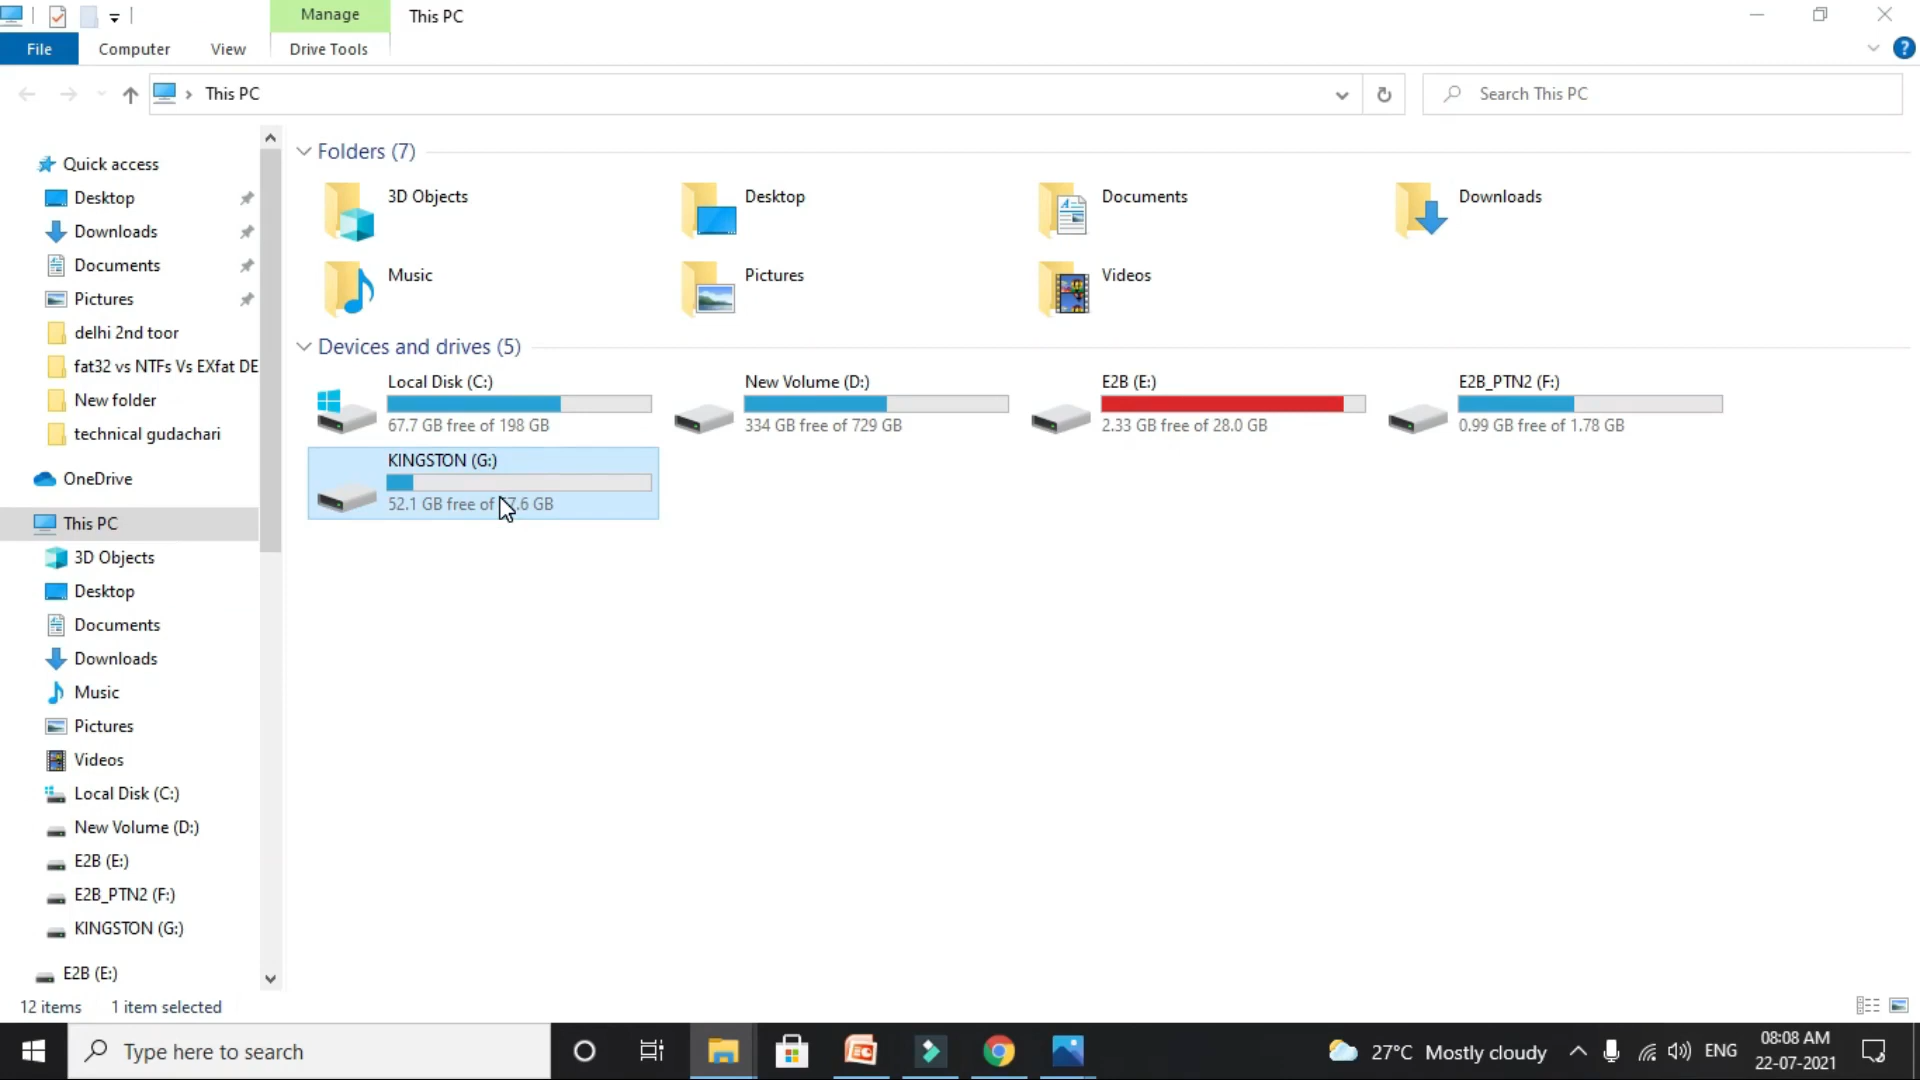 Manage
This PC
File
Computer
View
Drive Tools
This PC
Search This PC
Quick access
Desktop
Downloads
Documents
Pictures
delhi 2nd toor
fat32 vs NTFs Vs EXfat DE
New folder
technical gudachari
OneDrive
This PC
3D Objects
Desktop
Documents
Downloads
Music
Pictures
Videos
Local Disk (C:)
New Volume (D:)
E2B (E:)
E2B_PTN2 (F:)
KINGSTON (G:)
E2B (E:)
Folders (7)
3D Objects
Desktop
Documents
Downloads
Music
Pictures
Videos
Devices and drives (5)
Local Disk (C:)
67.7 GB free of 198 GB
New Volume (D:)
334 GB free of 729 GB
E2B (E:)
2.33 GB free of 28.0 GB
E2B_PTN2 (F:)
0.99 GB free of 1.78 GB
KINGSTON (G:)
52.1 GB free of 7.6 GB
12 items
1 item selected
Type here to search
27°C Mostly cloudy
ENG
08:08 AM
22-07-2021